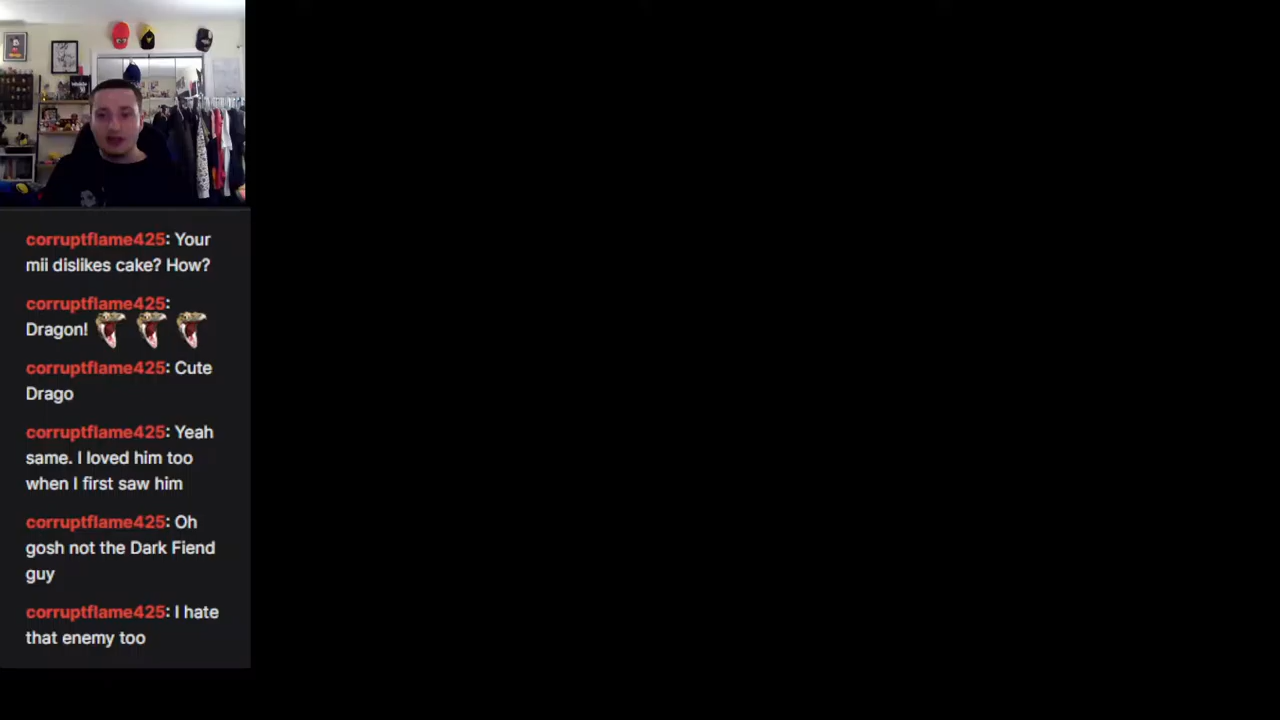 corruptflame425: Your
mii dislikes cake? How?
corruptflame425:
Dragon!
corruptflame425: Cute
Drago
corruptflame425: Yeah
same. I loved him too
when I first saw him
corruptflame425: Oh
gosh not the Dark Fiend
guy
corruptflame425: I hate
that enemy too